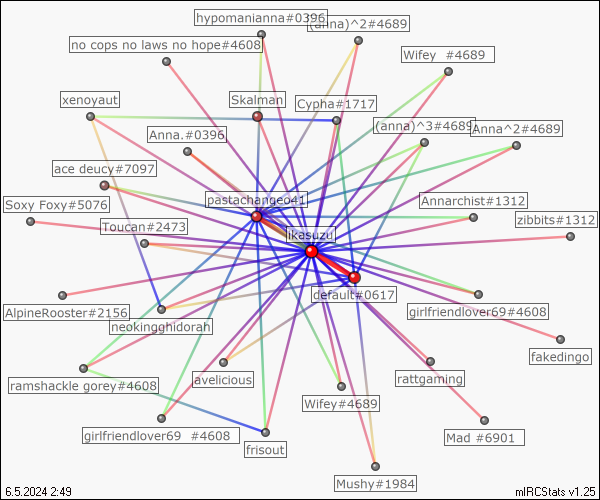 hypomanianna#0396
(anna)^2#4689
no cops no laws no hope#4608
Wifey  #4689
xenoyaut
Skalman
Cypha#1717
(anna)^3#4689
Anna^2#4689
Anna.#0396
ace deucy#7097
pastachangeo41
Annarchist#1312
Soxy Foxy#5076
Toucan#2473
likasuzu
zibbits#1312
default#0617
AlpineRooster#2156
neokingghidorah
girlfriendlover69#4608
fakedingo
ramshackle gorey#4608
avelicious
rattgaming
Wifey#4689
girlfriendlover69  #4608
Mad #6901
frisout
Mushy#1984
6.5.2024 2:49
mIRCStats v1.25